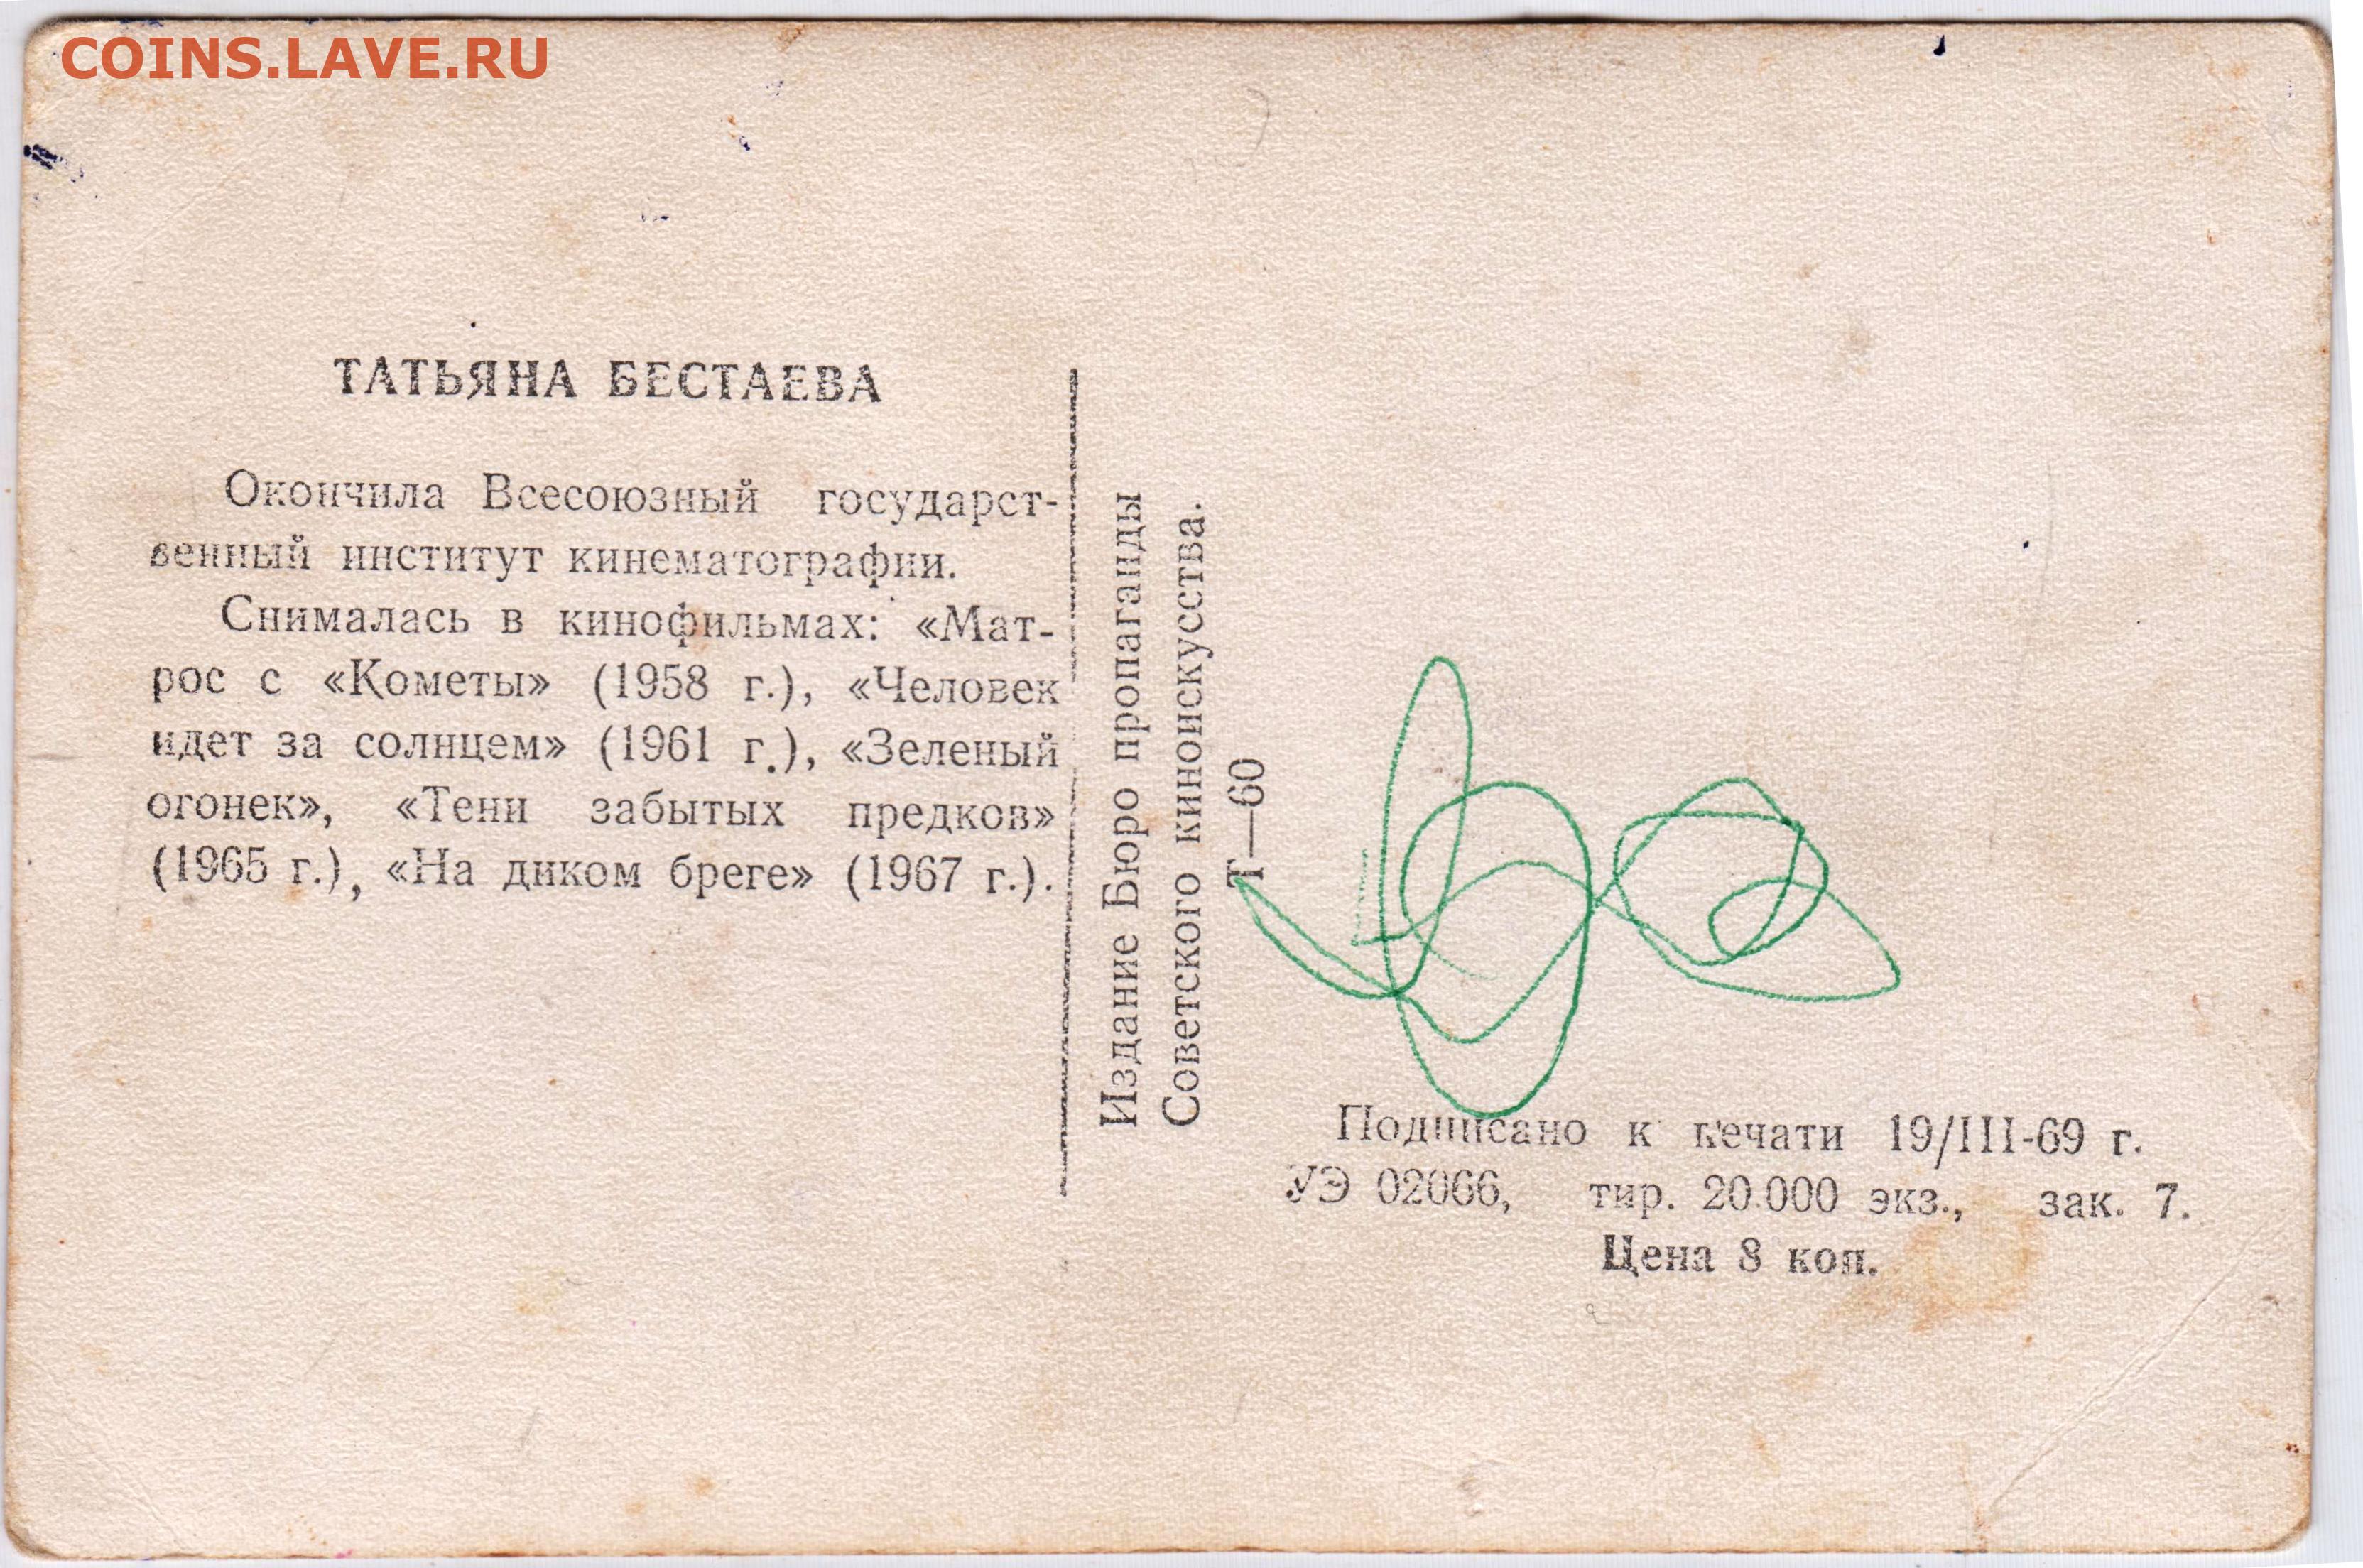 COINS.LAVE.RU
ТАТЬЯНА БЕСТАЕВА
Окончила Всесоюзный государст-
венный институт кинематографии.
Снималась в кинофильмах: «Мат-
рос с «Кометы» (1958 г.), «Человек
идет за солнцем» (1961 г.), «Зеленый
огонек», «Тени забытых предков»
(1965 г.), «На диком бреге» (1967 г.).
Издание Бюро пропаганды
Советского киноискусства.
Т—60
Подписано к печати 19/III-69 г.
УЭ 02066, тир. 20.000 экз., зак. 7.
Цена 8 коп.